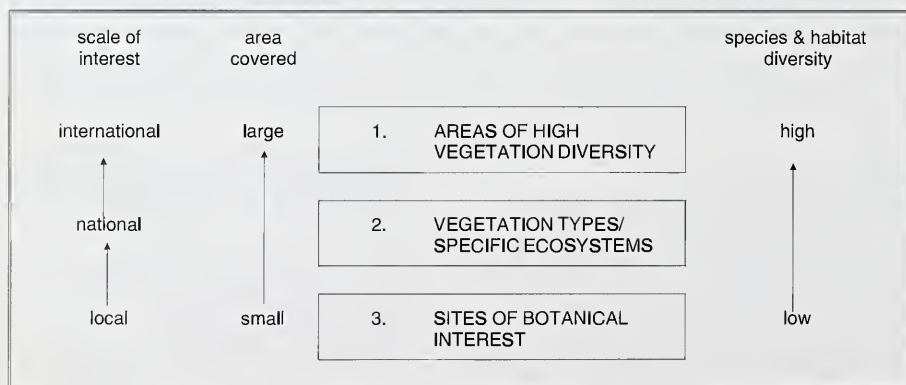 scale of area species & habitat
interest covered diversity
international large 1. AREAS OF HIGH high
VEGETATION DIVERSITY
national 2. VEGETATION TYPES/
SPECIFIC ECOSYSTEMS
local small 3. SITES OF BOTANICAL low
INTEREST